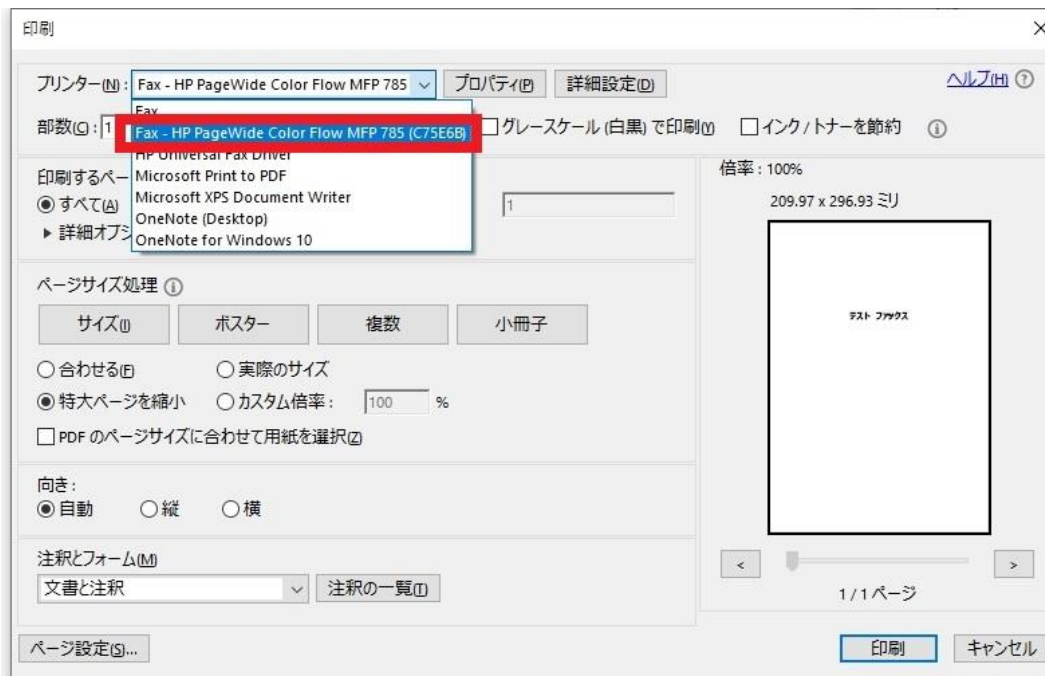 印刷
プリンター(N) : Fax - HP PageWide Color Flow MFP 785 プロパティ(P) 詳細設定(D) ヘルプ(H)
Fax
部数(C) : 1 Fax - HP PageWide Color Flow MFP 785 (C75E6B) グレースケール (白黒) で印刷(Y) インク / トナーを節約
HP Universal Fax Driver
Microsoft Print to PDF
Microsoft XPS Document Writer
OneNote (Desktop)
OneNote for Windows 10
印刷するペー
すべて(A) 1
詳細オプシ
倍率 : 100%
209.97 x 296.93 ミリ
テスト ファックス
ページサイズ処理
サイズ(I) ポスター 複数 小冊子
合わせる(F) 実際のサイズ
特大ページを縮小 カスタム倍率 : 100 %
PDF のページサイズに合わせて用紙を選択(Z)
向き :
自動 縦 横
注釈とフォーム(M)
文書と注釈 注釈の一覧(T)
< >
1 / 1 ページ
ページ設定(S)... 印刷 キャンセル